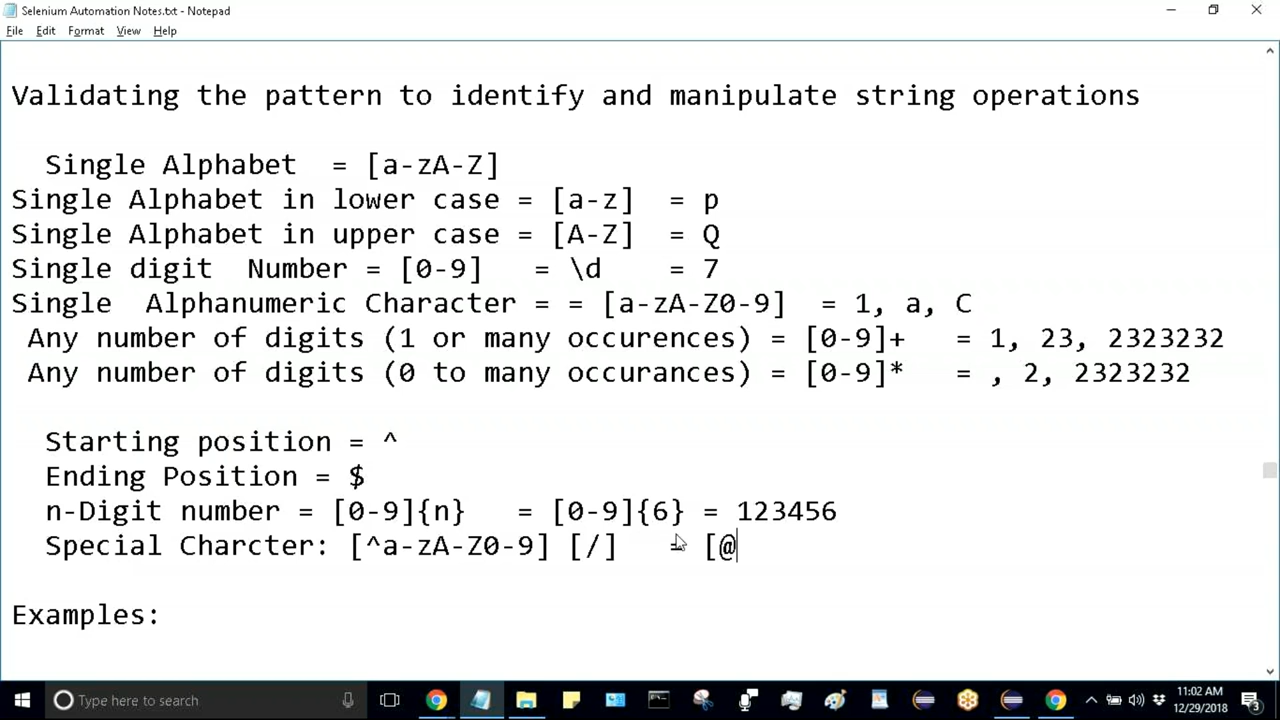 Selenium Automation Notes.txt - Notepad
File Edit Format View Help
Validating the pattern to identify and manipulate string operations
Single Alphabet = [a-zA-Z]
Single Alphabet in lower case = [a-z] = p
Single Alphabet in upper case = [A-Z] = Q
Single digit Number = [0-9] = \d = 7
Single Alphanumeric Character = = [a-zA-Z0-9] = 1, a, C
Any number of digits (1 or many occurences) = [0-9]+ = 1, 23, 2323232
Any number of digits (0 to many occurances) = [0-9]* = , 2, 2323232
Starting position = ^
Ending Position = $
n-Digit number = [0-9]{n} = [0-9]{6} = 123456
Special Charcter: [^a-zA-Z0-9] [/] = [@
Examples:
Type here to search
11:02 AM
12/29/2018
3